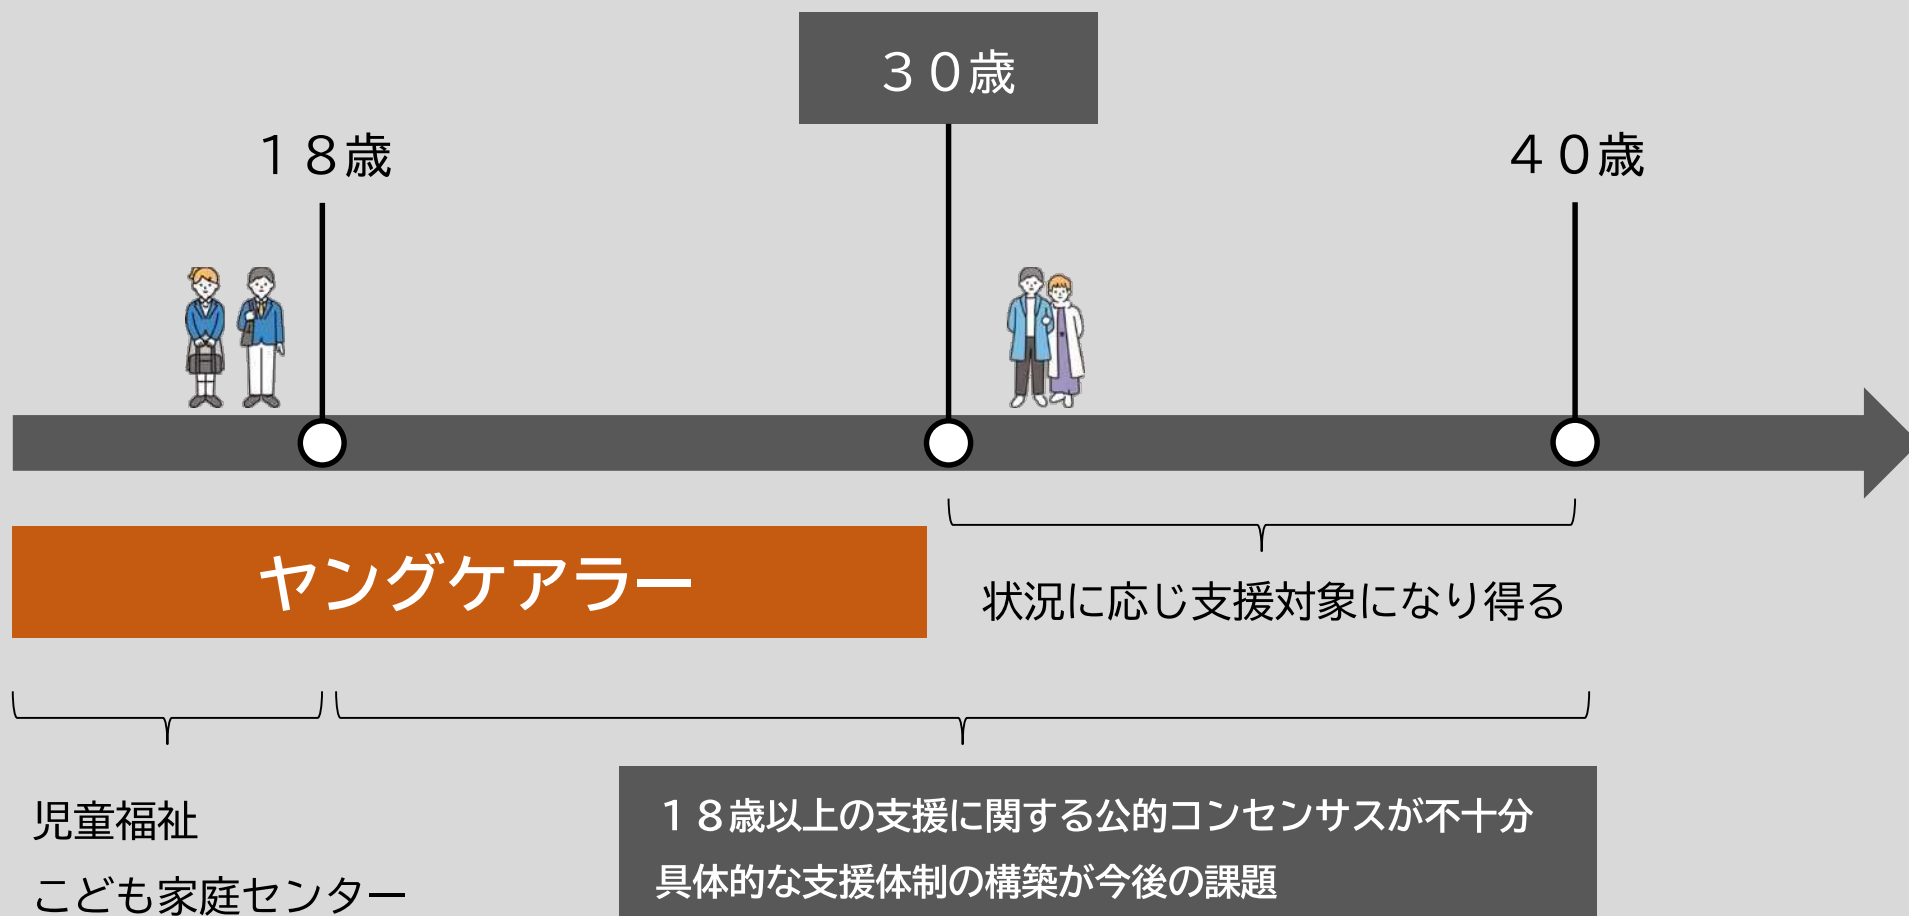 ３０歳
１８歳
４０歳
ヤングケアラー
状況に応じ支援対象になり得る
児童福祉
こども家庭センター
１８歳以上の支援に関する公的コンセンサスが不十分
具体的な支援体制の構築が今後の課題